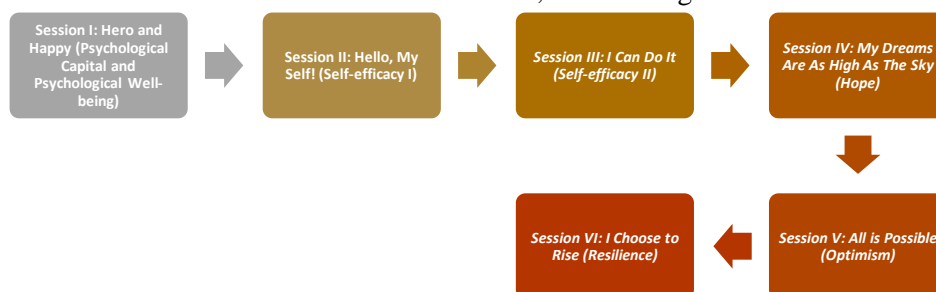 Session I: Hero and
Happy (Psychological
Capital and
Psychological Well-
being)
Session II: Hello, My
Self! (Self-efficacy I)
Session III: I Can Do It
(Self-efficacy II)
Session IV: My Dreams
Are As High As The Sky
(Hope)
Session V: All is Possible
(Optimism)
Session VI: I Choose to
Rise (Resilience)